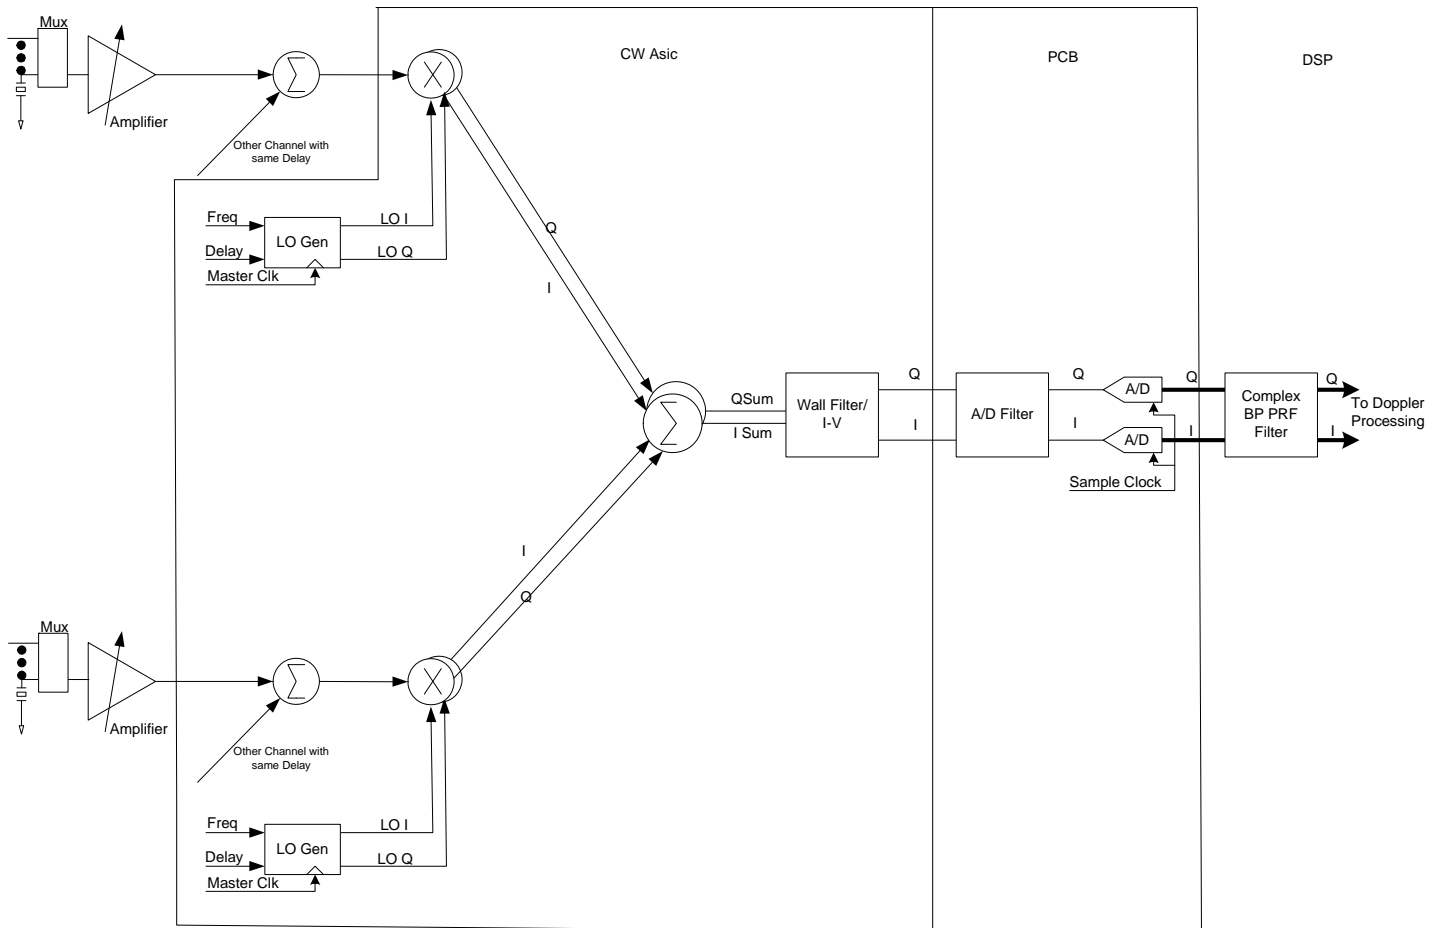 Mux
CW Asic
PCB
DSP
Amplifier
Σ
X
Other Channel with
same Delay
Freq
Delay
Master Clk
LO Gen
LO I
LO Q
Q
I
Σ
QSum
I Sum
Wall Filter/
I-V
Q
I
A/D Filter
Q
I
A/D
A/D
Sample Clock
Q
I
Complex
BP PRF
Filter
Q
I
To Doppler
Processing
I
Q
Mux
Amplifier
Σ
X
Other Channel with
same Delay
Freq
Delay
Master Clk
LO Gen
LO I
LO Q